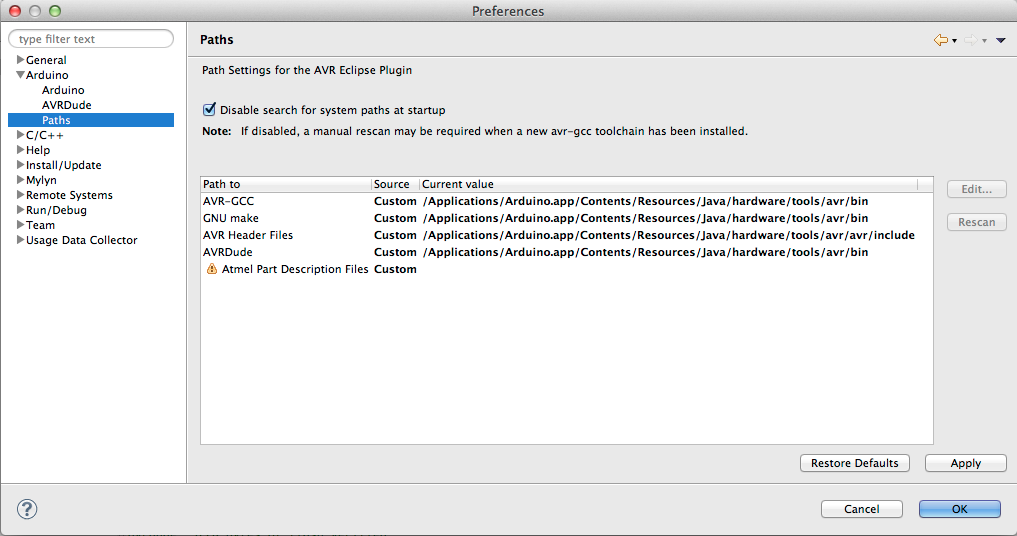 Preferences
type filter text
General
Arduino
Arduino
AVRDude
Paths
C/C++
Help
Install/Update
Mylyn
Remote Systems
Run/Debug
Team
Usage Data Collector
Paths
Path Settings for the AVR Eclipse Plugin
Disable search for system paths at startup
Note: If disabled, a manual rescan may be required when a new avr-gcc toolchain has been installed.
Path to Source Current value
AVR-GCC Custom /Applications/Arduino.app/Contents/Resources/Java/hardware/tools/avr/bin
GNU make Custom /Applications/Arduino.app/Contents/Resources/Java/hardware/tools/avr/bin
AVR Header Files Custom /Applications/Arduino.app/Contents/Resources/Java/hardware/tools/avr/avr/include
AVRDude Custom /Applications/Arduino.app/Contents/Resources/Java/hardware/tools/avr/bin
Atmel Part Description Files Custom
Edit...
Rescan
Restore Defaults Apply
? Cancel OK